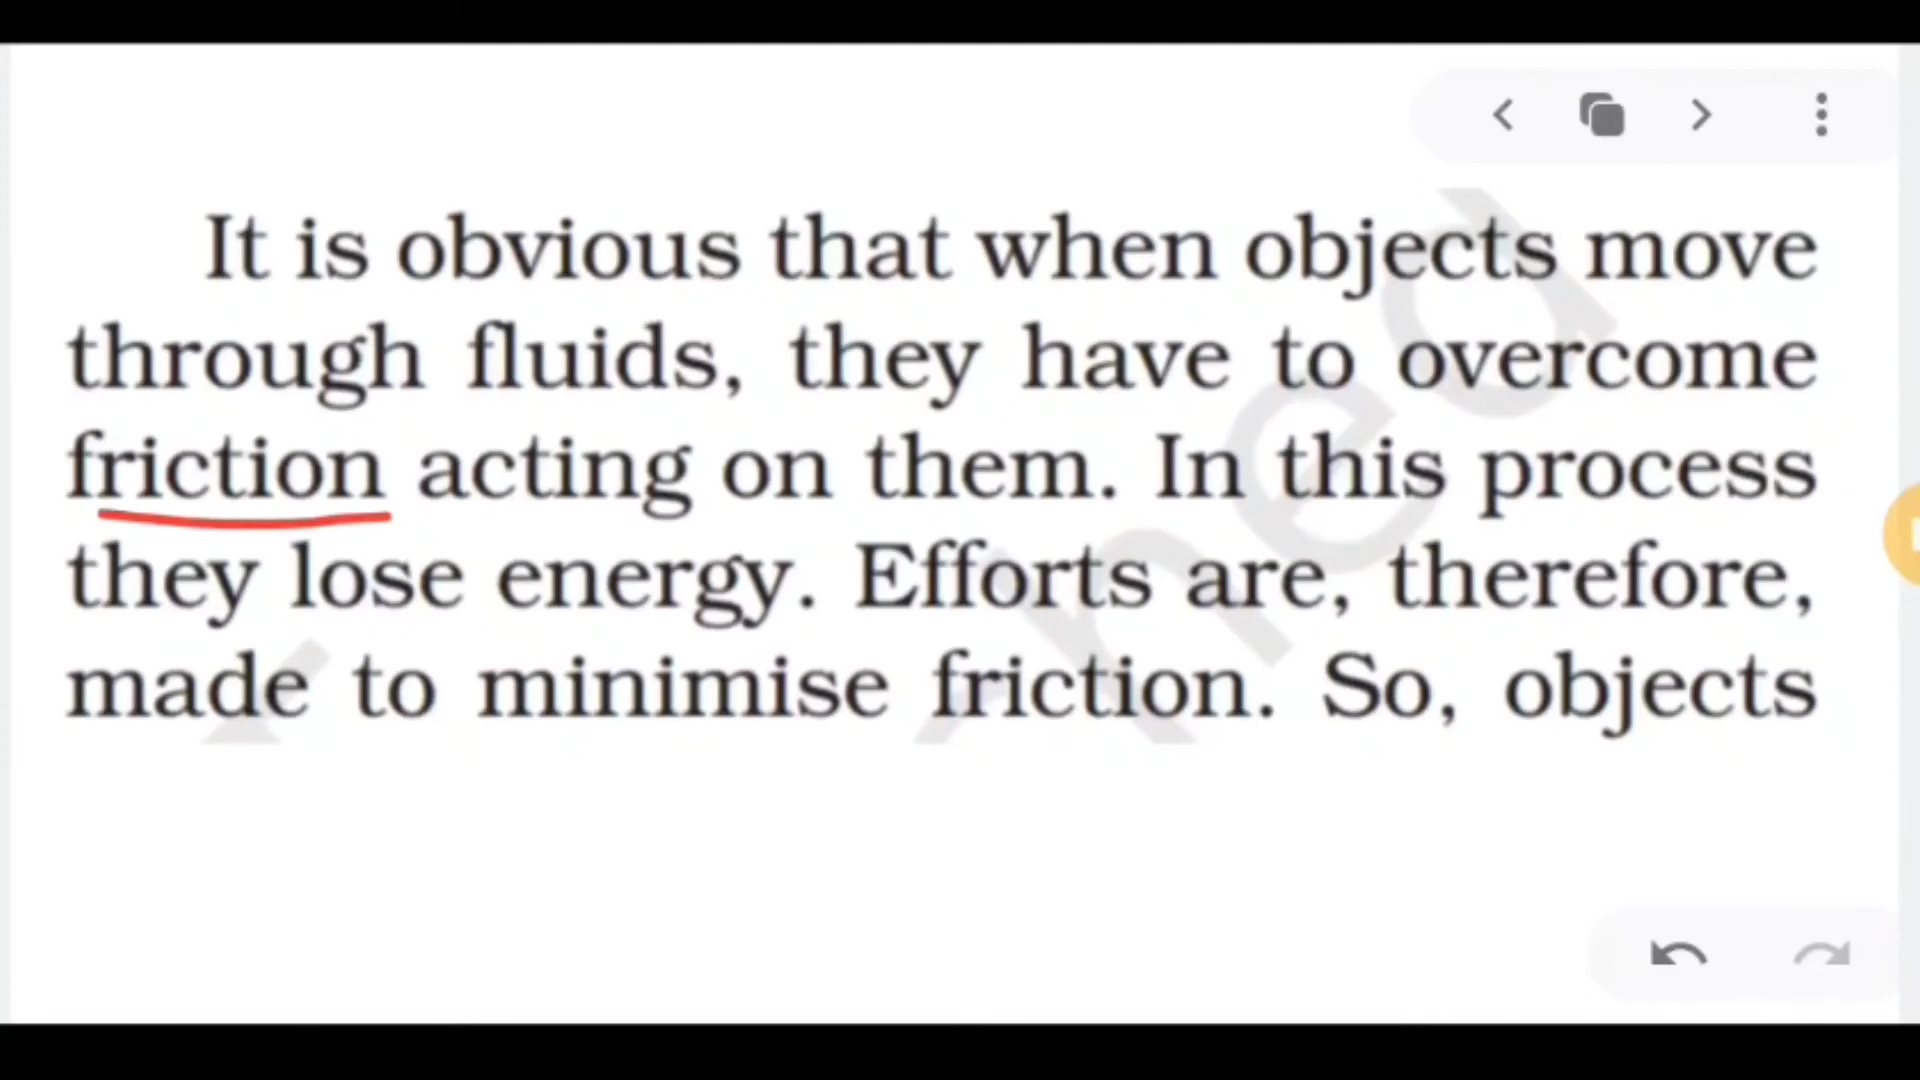 It is obvious that when objects move
through fluids, they have to overcome
friction acting on them. In this process
they lose energy. Efforts are, therefore,
made to minimise friction. So, objects